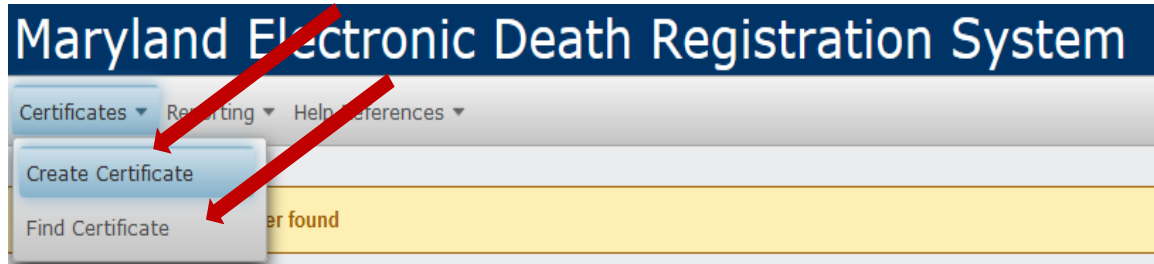 Maryland Electronic Death Registration System
Certificates Reporting Help References
Create Certificate
Find Certificate
er found